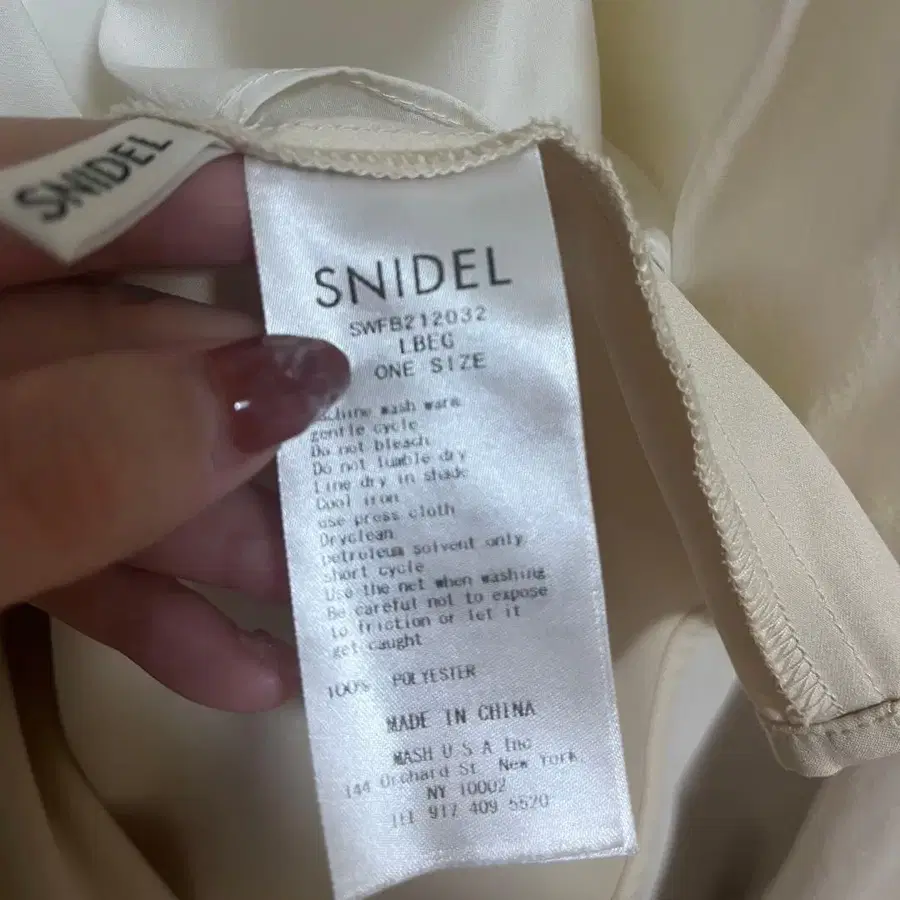 SNIDEL
SNIDEL
SWFB212032
LBEG
ONE SIZE
wash warm
gentle cycle
Do not bleach
Do not tumble dry
Line dry in shade
Cool iron
use press cloth
Dryclean
petroleum solvent only
short cycle
Use the net when washing
Be careful not to expose
to friction or let it
get caught
100% POLYESTER
MADE IN CHINA
MASH U S A Inc
144 Orchard St. New York,
NY 10002
TEL 917 409 5520